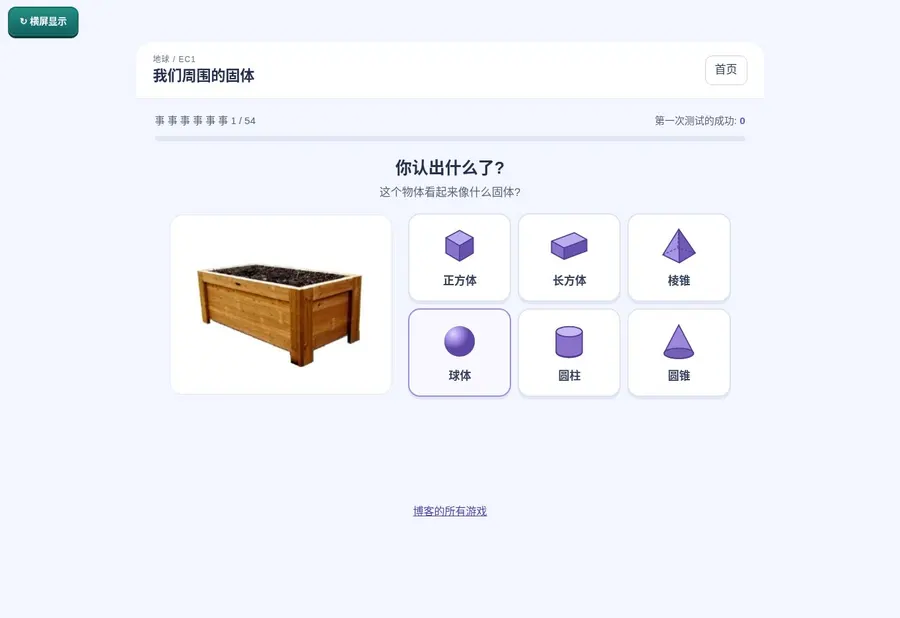 ↻ 横屏显示
地球 / EC1
我们周围的固体
首页
事 事 事 事 事 事 1 / 54
第一次测试的成功: 0
你认出什么了?
这个物体看起来像什么固体?
正方体
长方体
棱锥
球体
圆柱
圆锥
博客的所有游戏